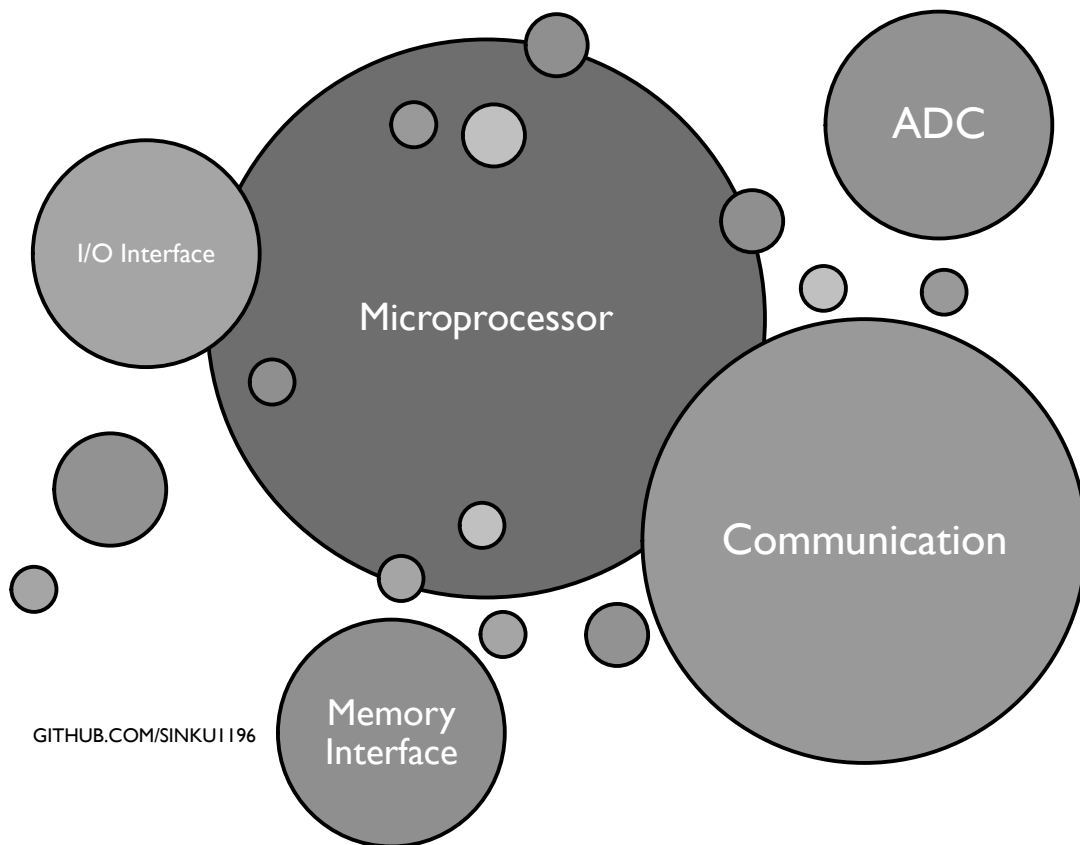 ADC
I/O Interface
Microprocessor
Communication
Memory
Interface
GITHUB.COM/SINKU1196